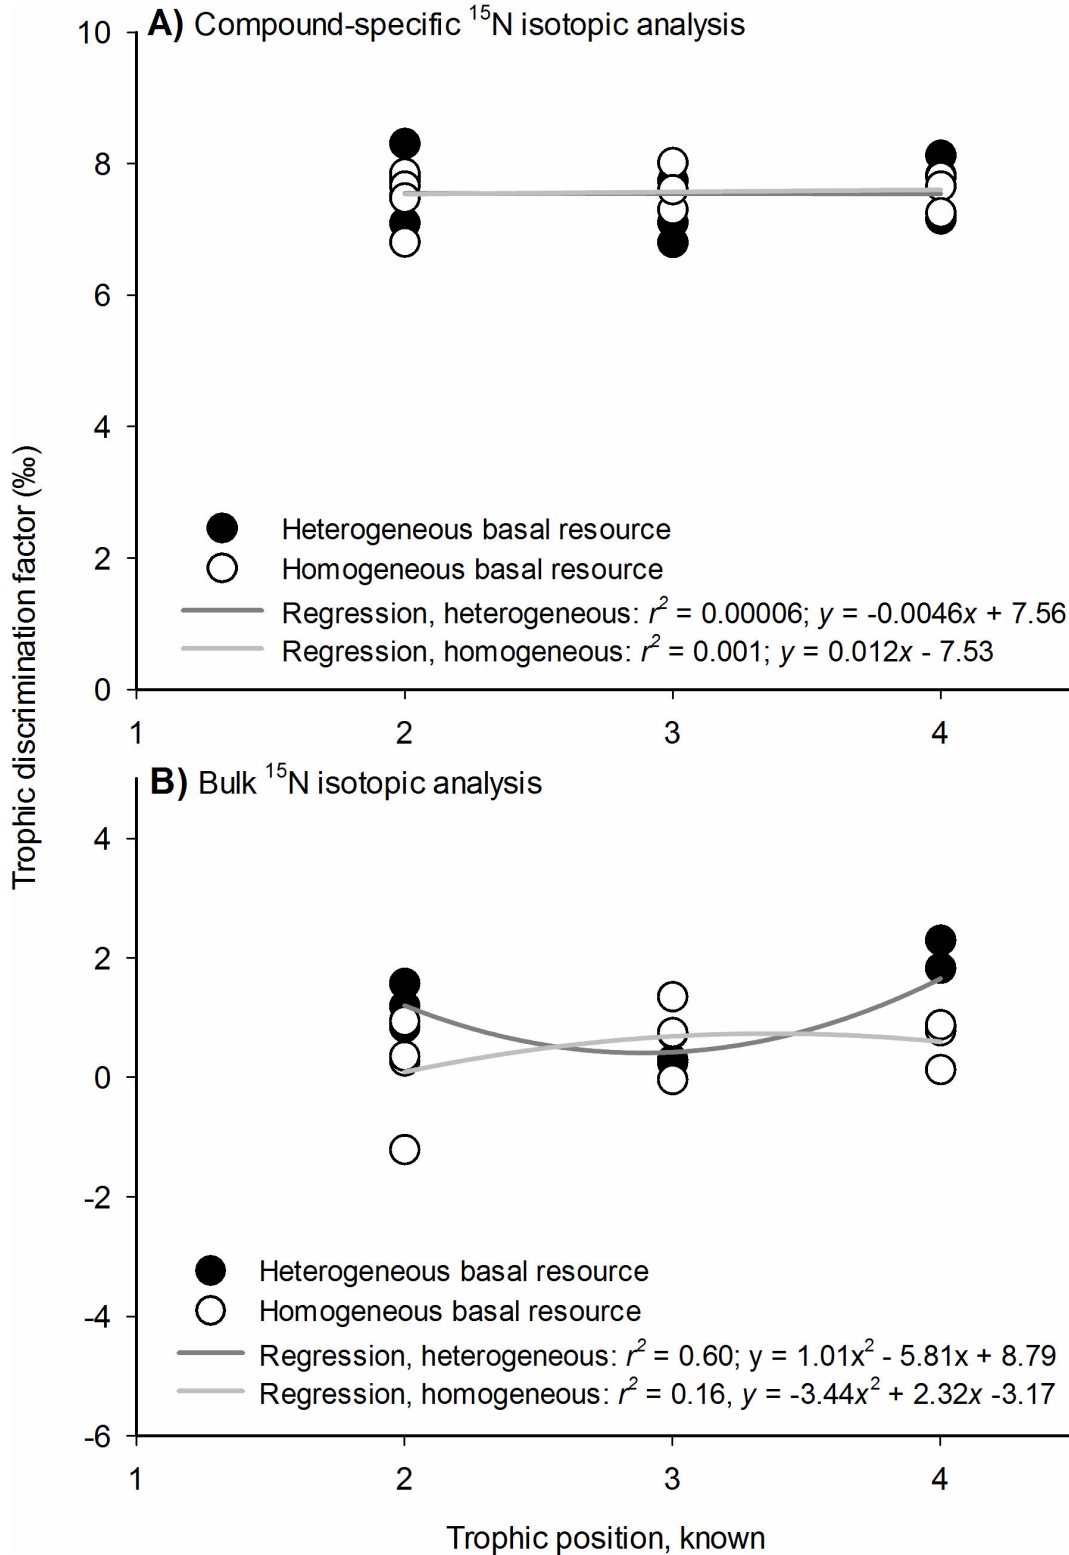 A) Compound-specific ¹⁵N isotopic analysis
10
8
6
4
2
0
Heterogeneous basal resource
Homogeneous basal resource
Regression, heterogeneous: r² = 0.00006; y = -0.0046x + 7.56
Regression, homogeneous: r² = 0.001; y = 0.012x - 7.53
1 2 3 4
Trophic discrimination factor (‰)
B) Bulk ¹⁵N isotopic analysis
4
2
0
-2
-4
-6
Heterogeneous basal resource
Homogeneous basal resource
Regression, heterogeneous: r² = 0.60; y = 1.01x² - 5.81x + 8.79
Regression, homogeneous: r² = 0.16, y = -3.44x² + 2.32x -3.17
1 2 3 4
Trophic position, known